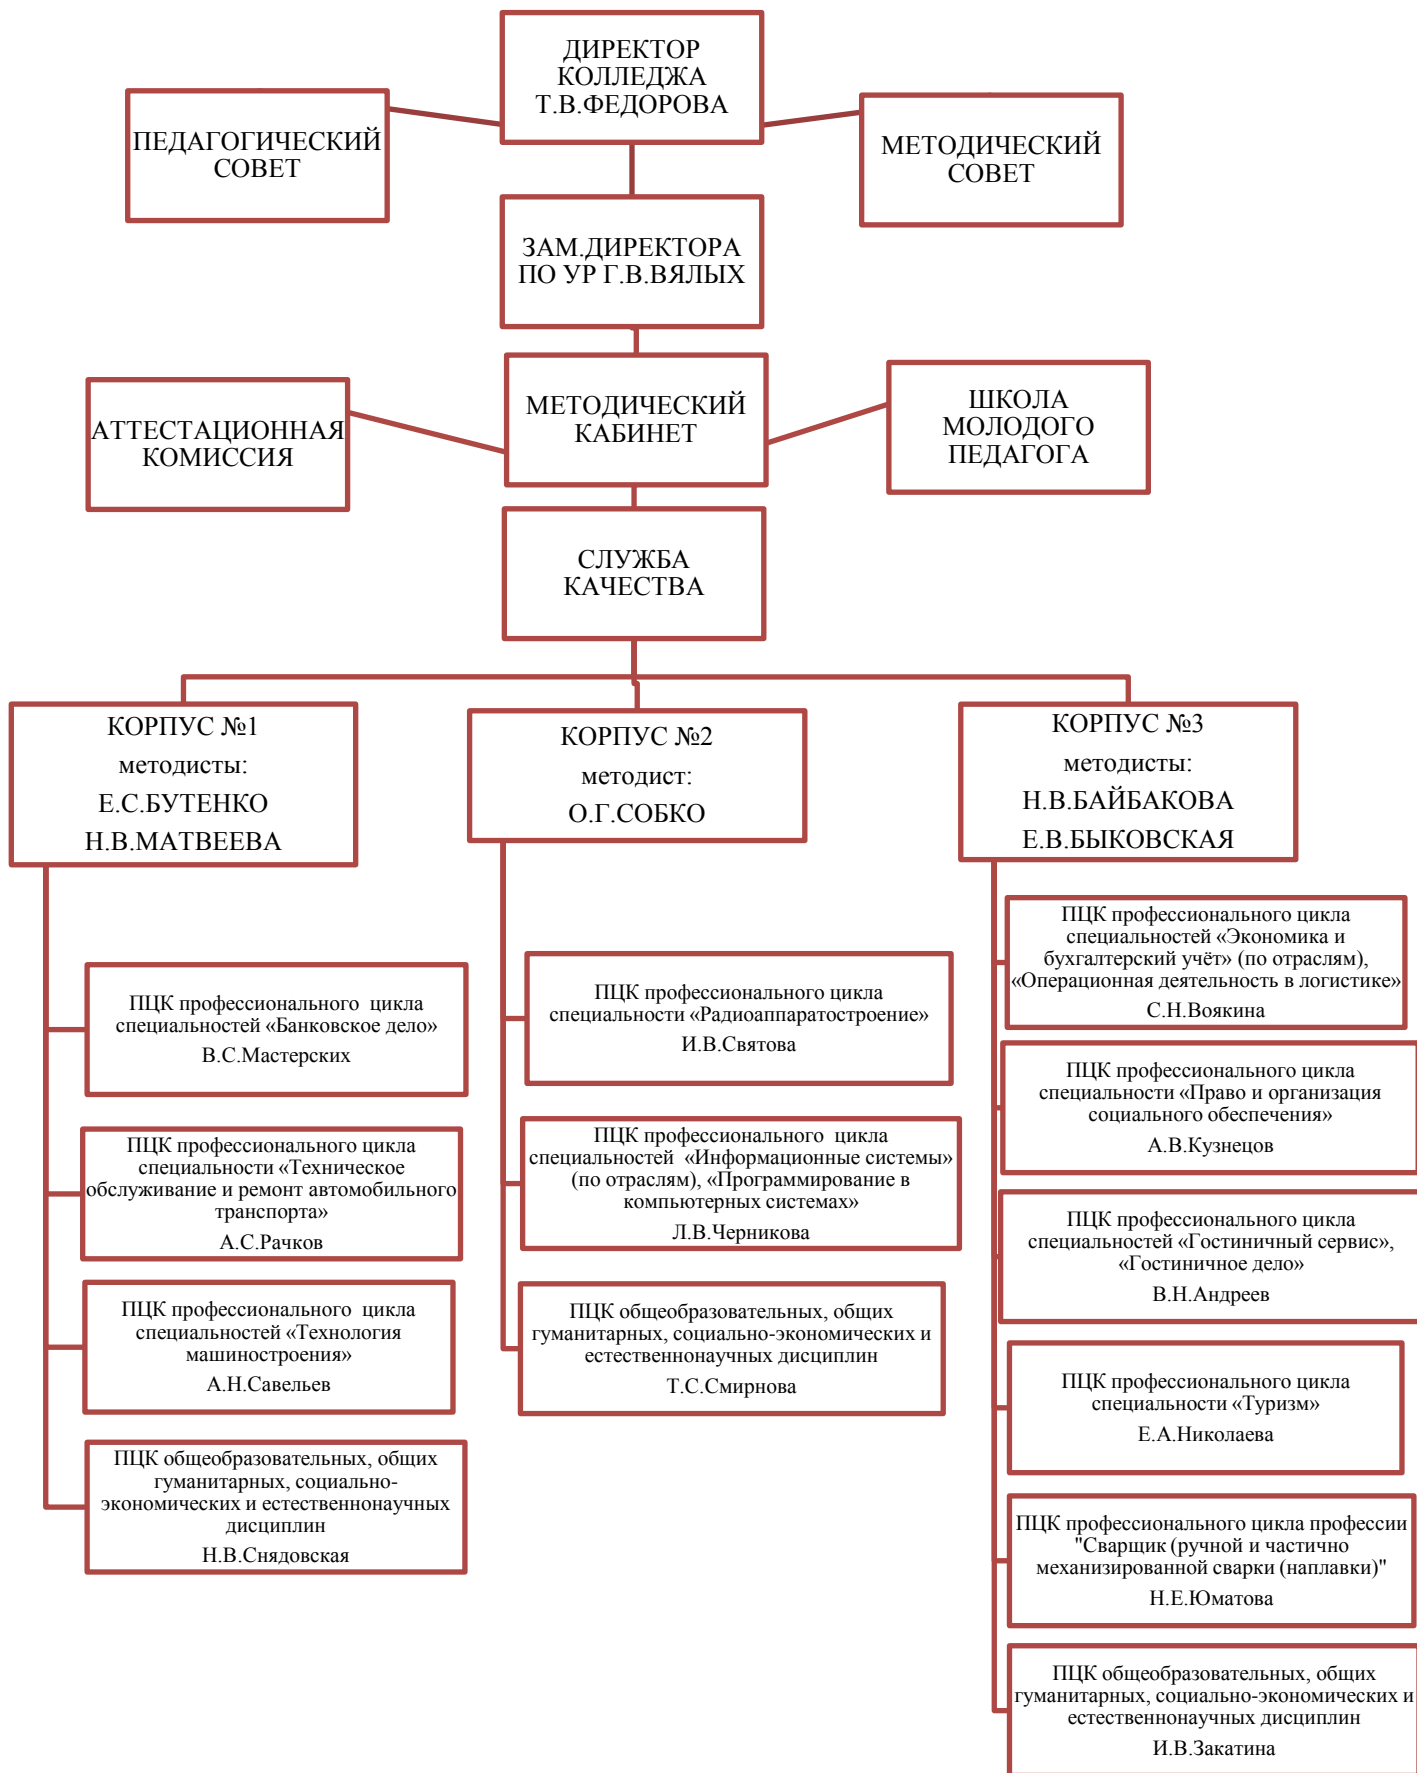 ДИРЕКТОР
КОЛЛЕДЖА
Т.В.ФЕДОРОВА
ПЕДАГОГИЧЕСКИЙ
СОВЕТ
МЕТОДИЧЕСКИЙ
СОВЕТ
ЗАМ.ДИРЕКТОРА
ПО УР Г.В.ВЯЛЫХ
АТТЕСТАЦИОННАЯ
КОМИССИЯ
МЕТОДИЧЕСКИЙ
КАБИНЕТ
ШКОЛА
МОЛОДОГО
ПЕДАГОГА
СЛУЖБА
КАЧЕСТВА
КОРПУС №1
методисты:
Е.С.БУТЕНКО
Н.В.МАТВЕЕВА
ПЦК профессионального цикла
специальностей «Банковское дело»
В.С.Мастерских
ПЦК профессионального цикла
специальности «Техническое
обслуживание и ремонт автомобильного
транспорта»
А.С.Рачков
ПЦК профессионального цикла
специальностей «Технология
машиностроения»
А.Н.Савельев
ПЦК общеобразовательных, общих
гуманитарных, социально-
экономических и естественнонаучных
дисциплин
Н.В.Снядовская
КОРПУС №2
методист:
О.Г.СОБКО
ПЦК профессионального цикла
специальности «Радиоаппаратостроение»
И.В.Святова
ПЦК профессионального цикла
специальностей «Информационные системы»
(по отраслям), «Программирование в
компьютерных системах»
Л.В.Черникова
ПЦК общеобразовательных, общих
гуманитарных, социально-экономических и
естественнонаучных дисциплин
Т.С.Смирнова
КОРПУС №3
методисты:
Н.В.БАЙБАКОВА
Е.В.БЫКОВСКАЯ
ПЦК профессионального цикла
специальностей «Экономика и
бухгалтерский учёт» (по отраслям),
«Операционная деятельность в логистике»
С.Н.Воякина
ПЦК профессионального цикла
специальности «Право и организация
социального обеспечения»
А.В.Кузнецов
ПЦК профессионального цикла
специальностей «Гостиничный сервис»,
«Гостиничное дело»
В.Н.Андреев
ПЦК профессионального цикла
специальности «Туризм»
Е.А.Николаева
ПЦК профессионального цикла профессии
"Сварщик (ручной и частично
механизированной сварки (наплавки)"
Н.Е.Юматова
ПЦК общеобразовательных, общих
гуманитарных, социально-экономических и
естественнонаучных дисциплин
И.В.Закатина